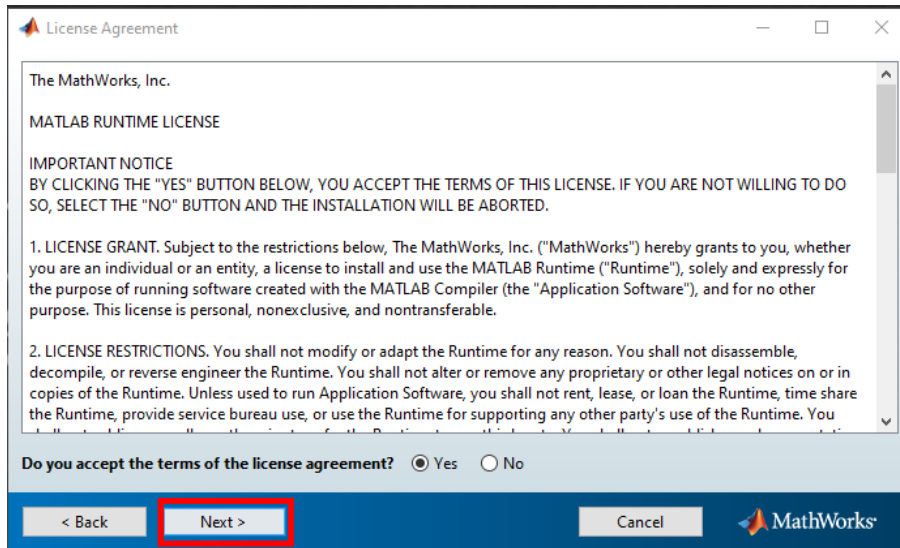 License Agreement
The MathWorks, Inc.
MATLAB RUNTIME LICENSE
IMPORTANT NOTICE
BY CLICKING THE "YES" BUTTON BELOW, YOU ACCEPT THE TERMS OF THIS LICENSE. IF YOU ARE NOT WILLING TO DO
SO, SELECT THE "NO" BUTTON AND THE INSTALLATION WILL BE ABORTED.
1. LICENSE GRANT. Subject to the restrictions below, The MathWorks, Inc. ("MathWorks") hereby grants to you, whether
you are an individual or an entity, a license to install and use the MATLAB Runtime ("Runtime"), solely and expressly for
the purpose of running software created with the MATLAB Compiler (the "Application Software"), and for no other
purpose. This license is personal, nonexclusive, and nontransferable.
2. LICENSE RESTRICTIONS. You shall not modify or adapt the Runtime for any reason. You shall not disassemble,
decompile, or reverse engineer the Runtime. You shall not alter or remove any proprietary or other legal notices on or in
copies of the Runtime. Unless used to run Application Software, you shall not rent, lease, or loan the Runtime, time share
the Runtime, provide service bureau use, or use the Runtime for supporting any other party's use of the Runtime. You
Do you accept the terms of the license agreement? Yes No
< Back Next > Cancel MathWorks